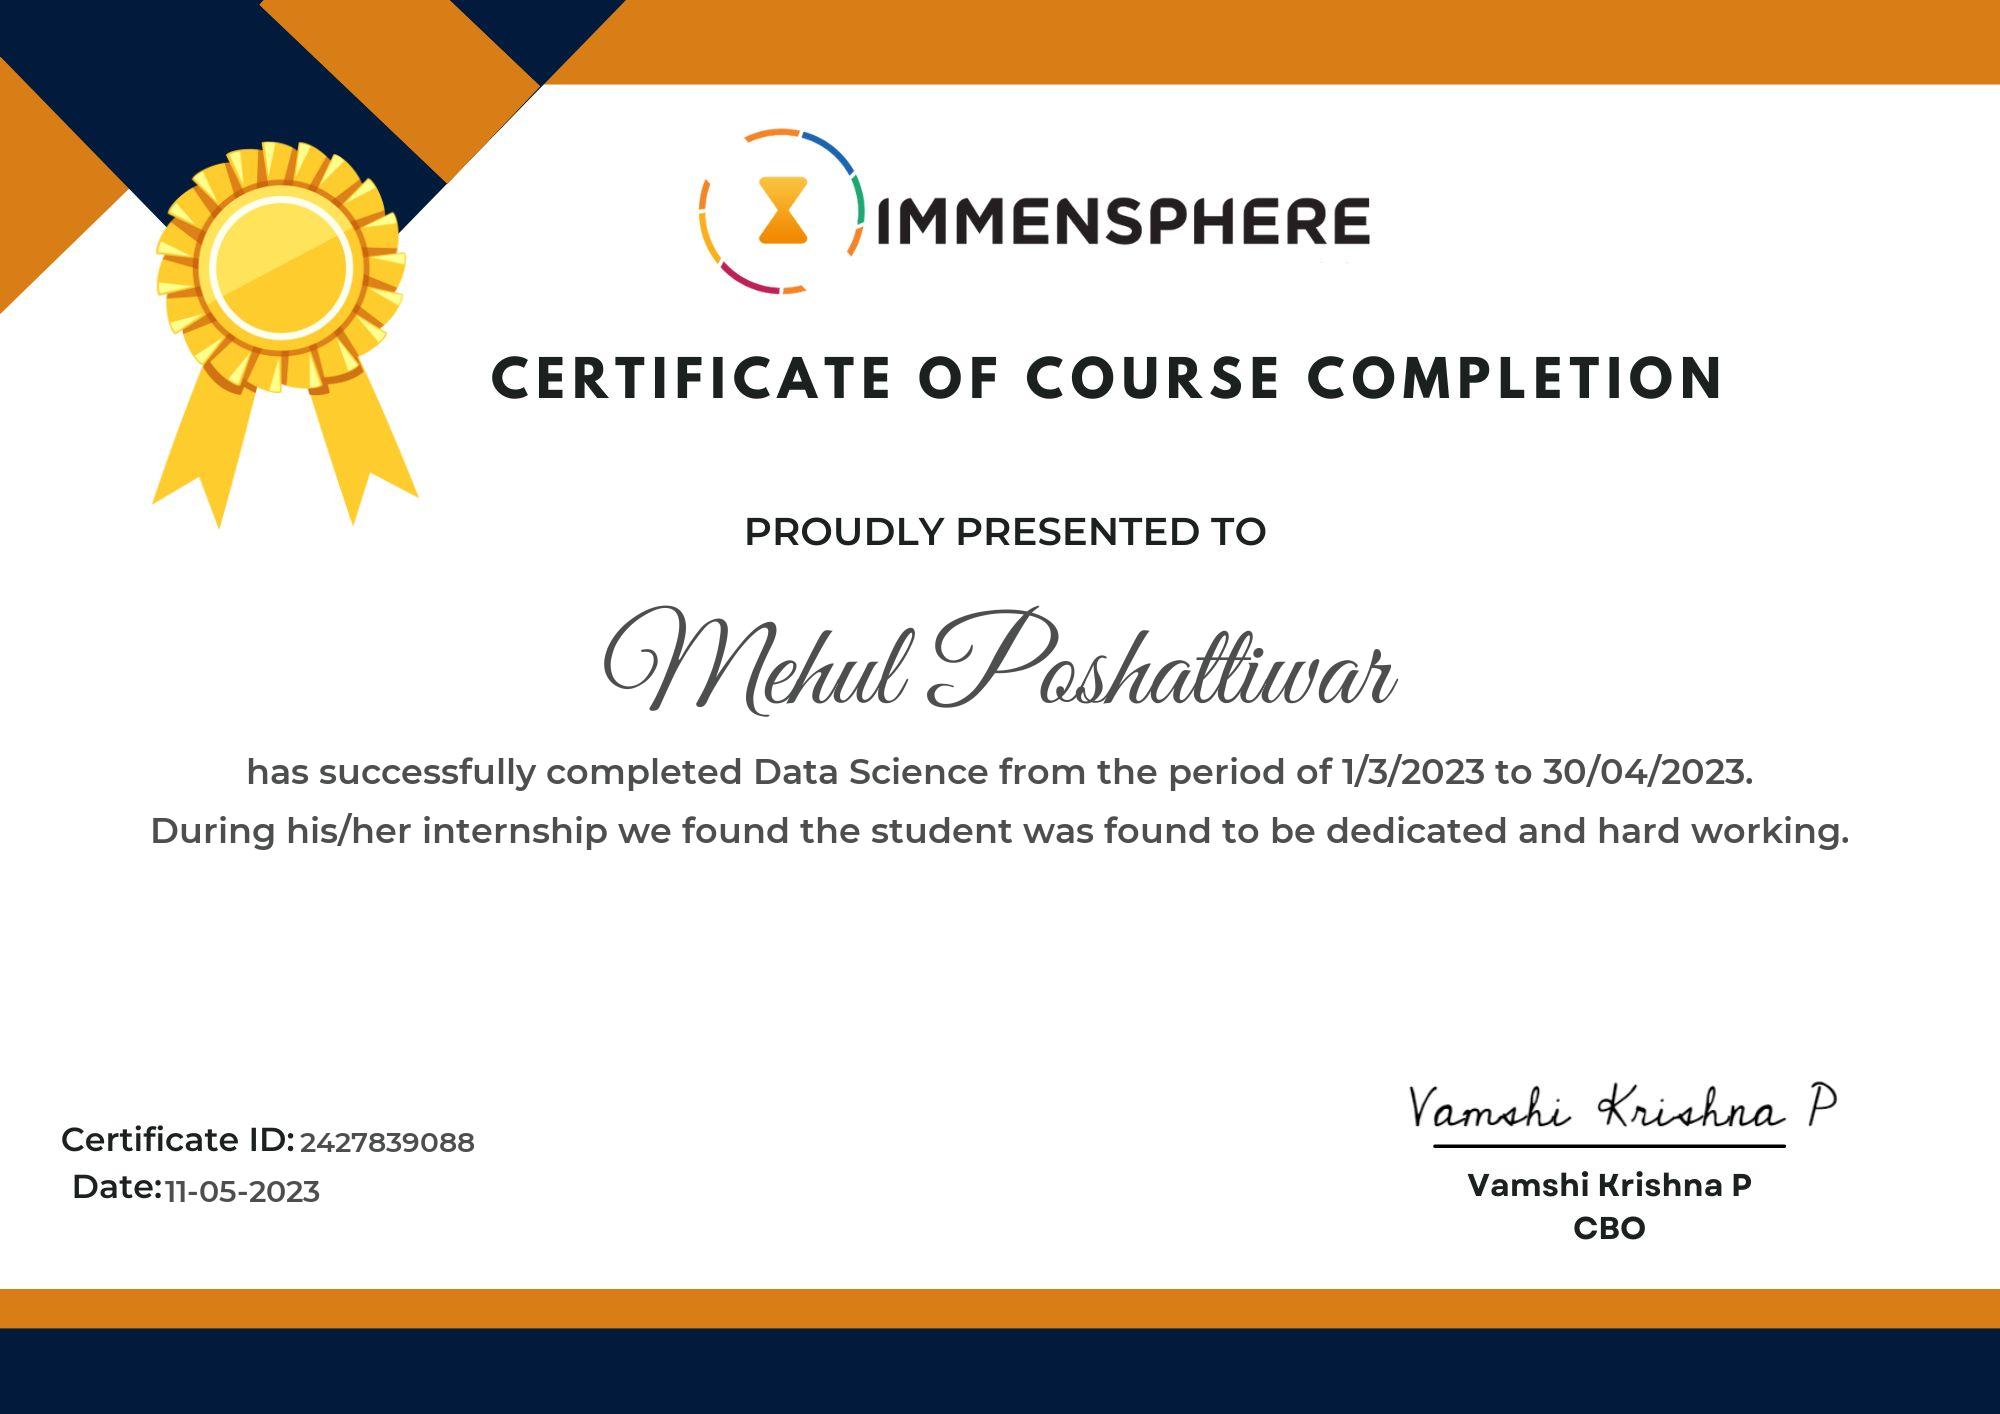 IMMENSPHERE
CERTIFICATE OF COURSE COMPLETION
PROUDLY PRESENTED TO
Mehul Poshattiwar
has successfully completed Data Science from the period of 1/3/2023 to 30/04/2023.
During his/her internship we found the student was found to be dedicated and hard working.
Certificate ID: 2427839088
Date: 11-05-2023
Vamshi Krishna P
Vamshi Krishna P
CBO